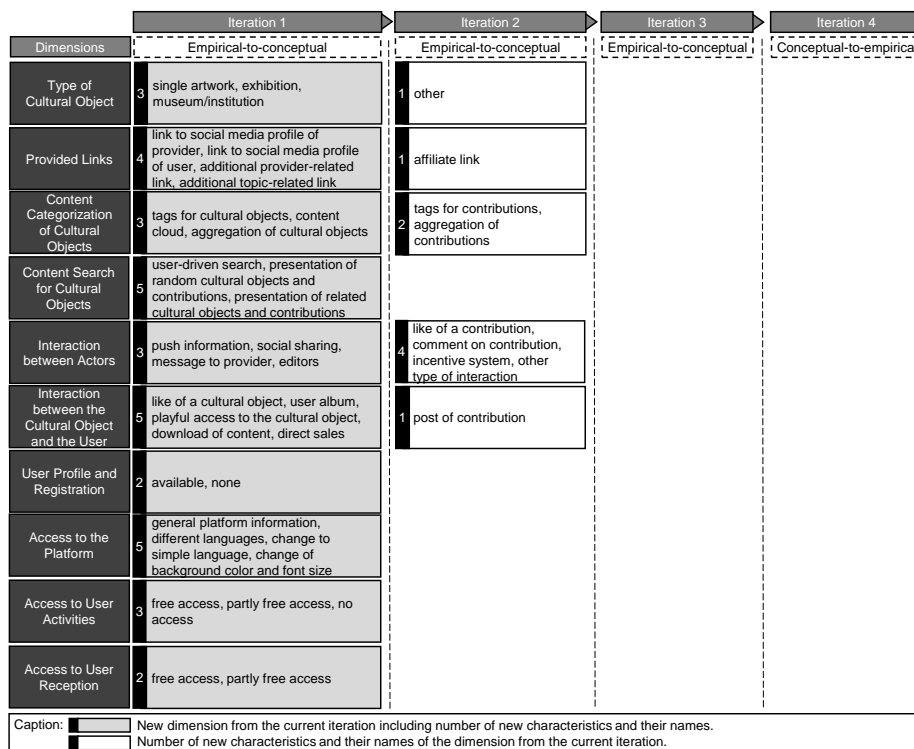 Iteration 1
Iteration 2
Iteration 3
Iteration 4
Dimensions
Empirical-to-conceptual
Empirical-to-conceptual
Empirical-to-conceptual
Conceptual-to-empirica
Type of
Cultural Object
3
single artwork, exhibition,
museum/institution
1
other
Provided Links
4
link to social media profile of
provider, link to social media profile
of user, additional provider-related
link, additional topic-related link
1
affiliate link
Content
Categorization
of Cultural
Objects
3
tags for cultural objects, content
cloud, aggregation of cultural objects
2
tags for contributions,
aggregation of
contributions
Content Search
for Cultural
Objects
5
user-driven search, presentation of
random cultural objects and
contributions, presentation of related
cultural objects and contributions
Interaction
between Actors
3
push information, social sharing,
message to provider, editors
4
like of a contribution,
comment on contribution,
incentive system, other
type of interaction
Interaction
between the
Cultural Object
and the User
5
like of a cultural object, user album,
playful access to the cultural object,
download of content, direct sales
1
post of contribution
User Profile and
Registration
2
available, none
Access to the
Platform
5
general platform information,
different languages, change to
simple language, change of
background color and font size
Access to User
Activities
3
free access, partly free access, no
access
Access to User
Reception
2
free access, partly free access
Caption:
New dimension from the current iteration including number of new characteristics and their names.
Number of new characteristics and their names of the dimension from the current iteration.